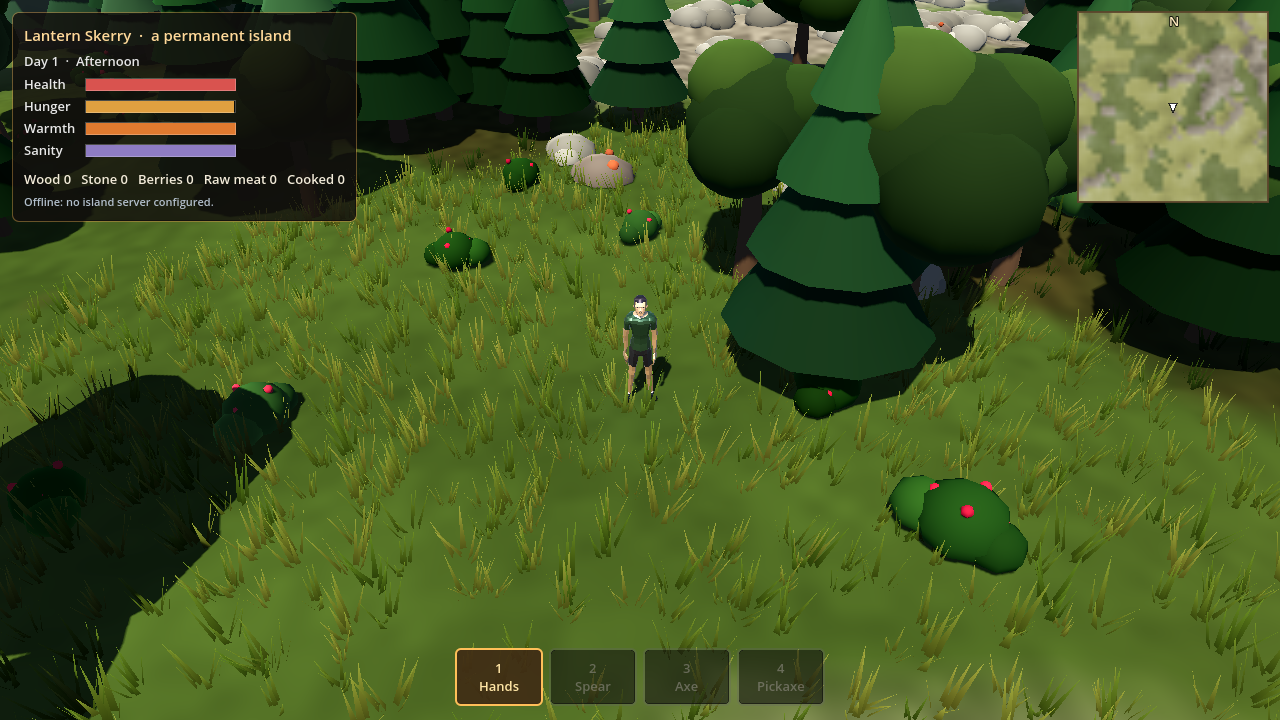 Lantern Skerry · a permanent island
Day 1 · Afternoon
Health
Hunger
Warmth
Sanity
Wood 0 Stone 0 Berries 0 Raw meat 0 Cooked 0
Offline: no island server configured.
N
1
Hands
2
Spear
3
Axe
4
Pickaxe